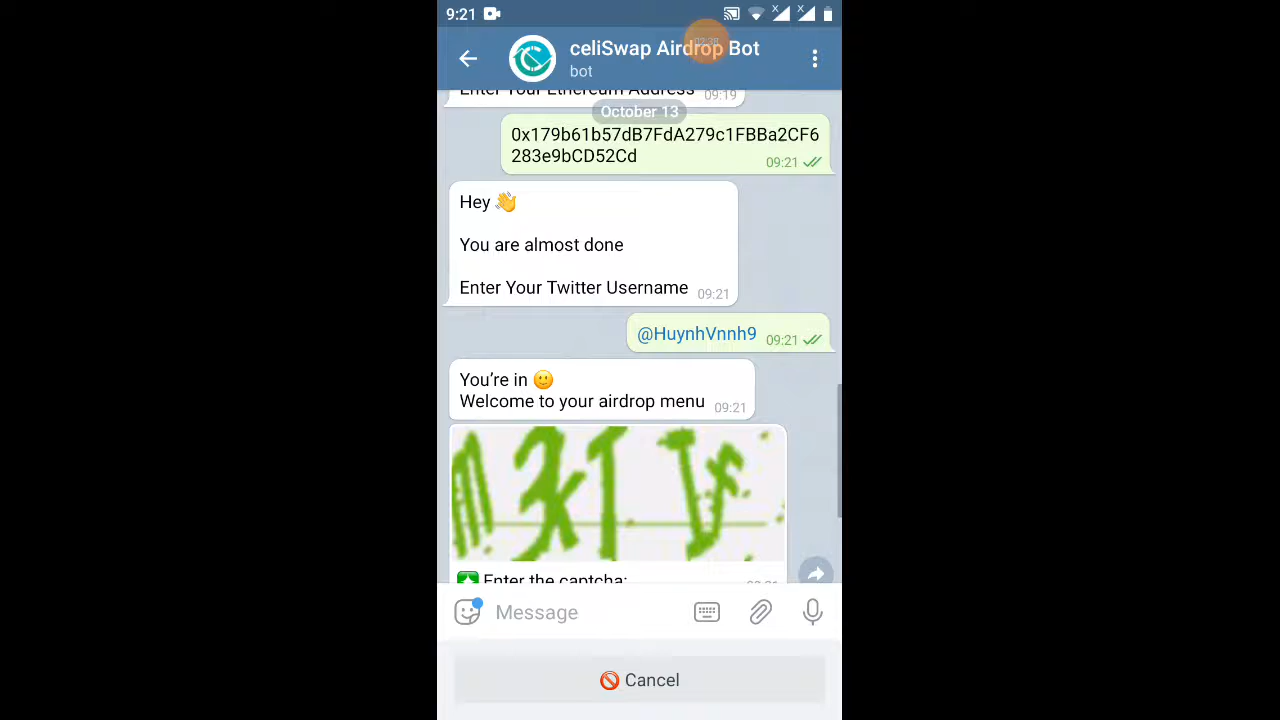 9:21
celiSwap Airdrop Bot
bot
Enter Your Ethereum Address 09:19
October 13
0x179b61b57dB7FdA279c1FBBa2CF6
283e9bCD52Cd 09:21
Hey 👋
You are almost done
Enter Your Twitter Username 09:21
@HuynhVnnh9 09:21
You’re in 🙂
Welcome to your airdrop menu 09:21
Enter the captcha:
Message
🚫 Cancel